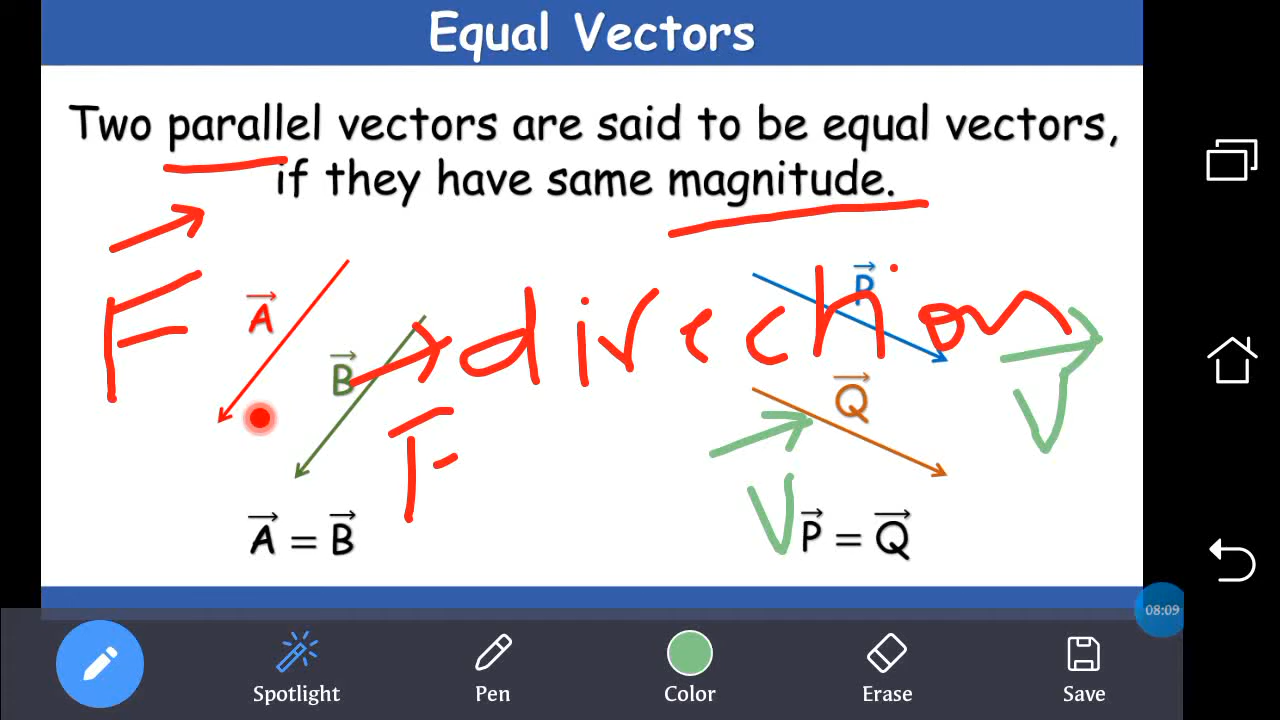 Equal Vectors
Two parallel vectors are said to be equal vectors,
if they have same magnitude.
F
A
direction
P
B
Q
V
F
V
A = B
P = Q
08:09
Spotlight
Pen
Color
Erase
Save